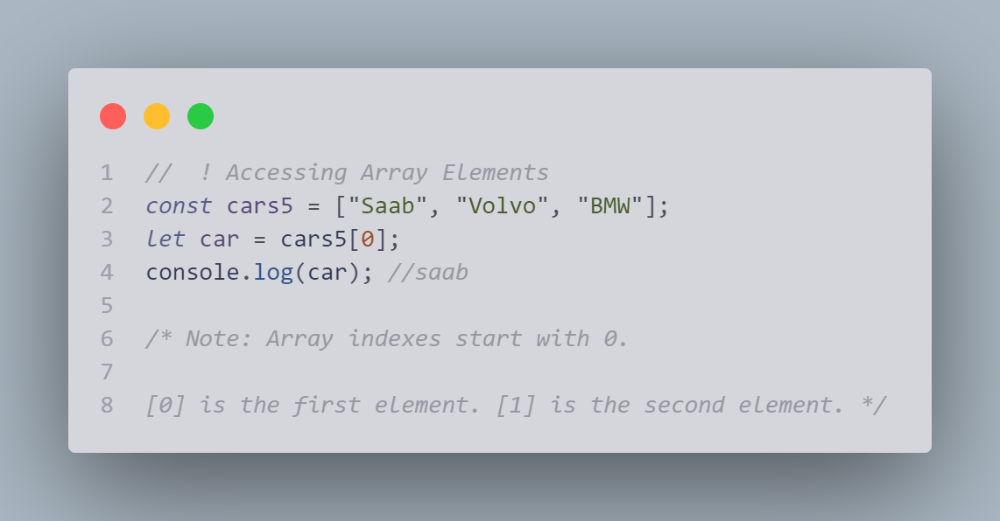 1 //  ! Accessing Array Elements
2 const cars5 = ["Saab", "Volvo", "BMW"];
3 let car = cars5[0];
4 console.log(car); //saab
5
6 /* Note: Array indexes start with 0.
7
8 [0] is the first element. [1] is the second element. */